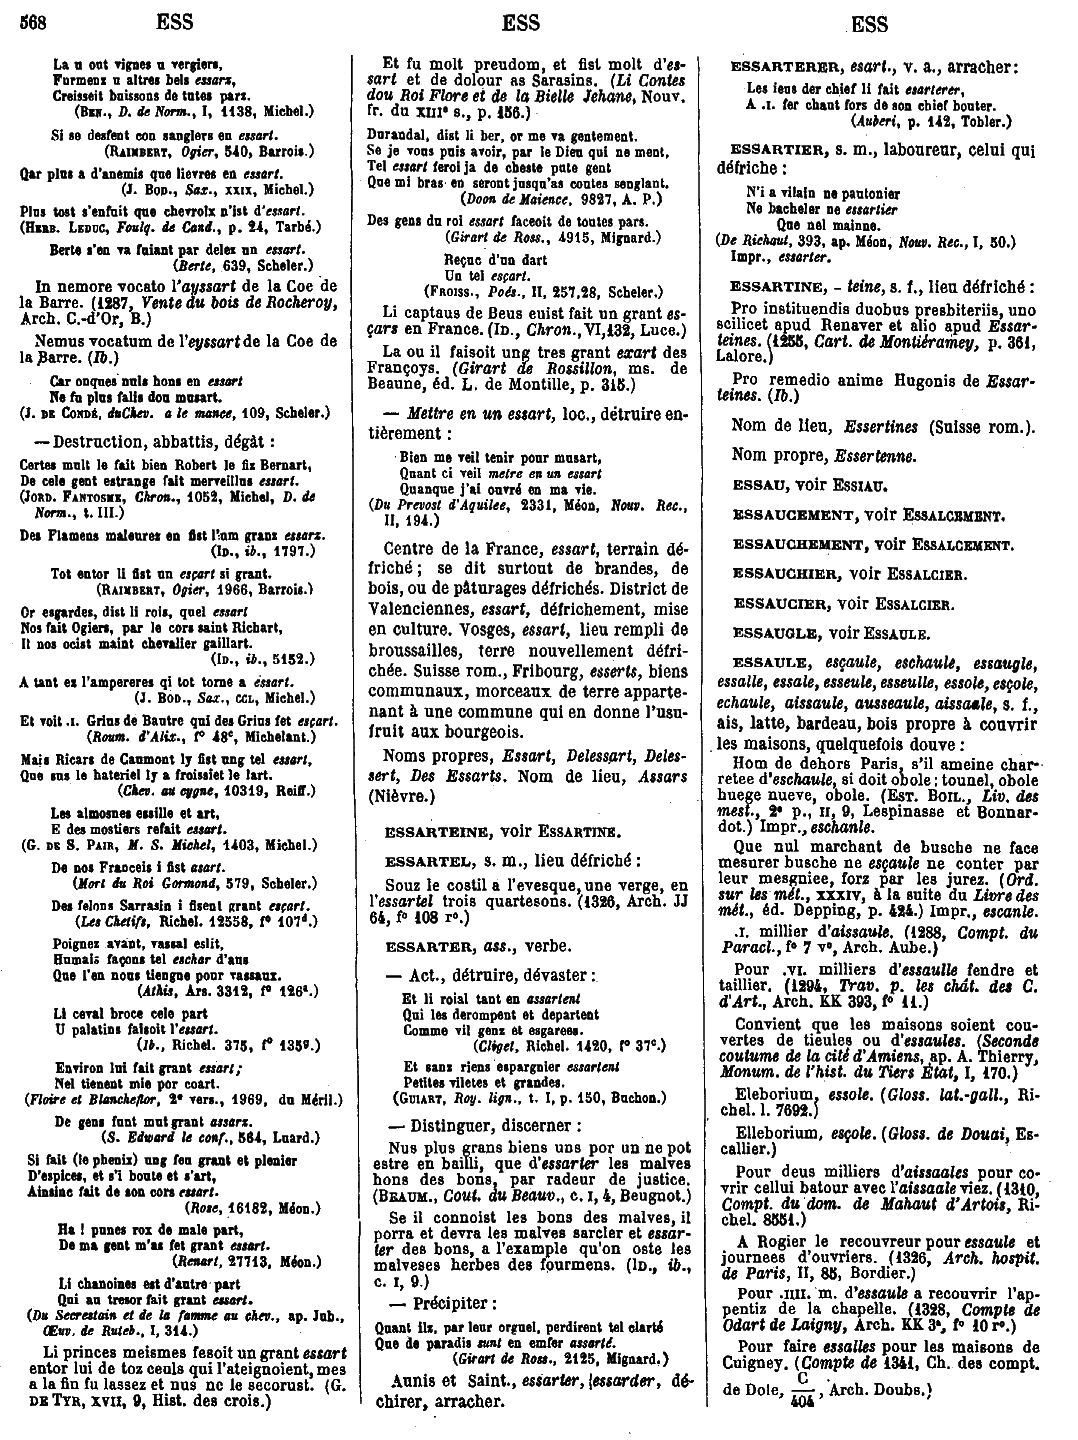 568 ESS ESS ESS
La u ont vignes u vergiers,
Furmenz u altres bels essarz,
Creisseit buissons de tutes parz.
(BEN., D. de Norm., I, 1138, Michel.)
Si se desfent con sanglers en essart.
(RAIMBERT, Ogier, 540, Barrois.)
Qar plus a d'anemis que lievres en essart.
(J. BOD., Sax., XXIX, Michel.)
Plus tost s'enfuit que chevroix n'ist d'essart.
(HERB. LEDUC, Foulq. de Cand., p. 24, Tarbé.)
Berte s'en va fuiant par delez un essart.
(Berte, 639, Scheler.)
In nemore vocato l'ayssart de la Coe de
la Barre. (1287, Vente du bois de Rocheroy,
Arch. C.-d'Or, B.)
Nemus vocatum de l'eyssart de la Coe de
la Barre. (Ib.)
Car onques nuls hons en essart
Ne fu plus falis dou musart.
(J. DE CONDÉ, du Chev. a le mance, 109, Scheler.)
— Destruction, abbattis, dégât :
Certes mult le fait bien Robert le fiz Bernart,
De cele gent estrange fait merveillus essart.
(JORD. FANTOSME, Chron., 1052, Michel, D. de
Norm., t. III.)
Des Flamens maleurez en fist l'um granz essarz.
(ID., ib., 1797.)
Tot entor li fist un esçart si grant.
(RAIMBERT, Ogier, 1966, Barrois.)
Or esgardes, dist li rois, quel essart
Nos fait Ogiers, par le cors saint Richart,
Il nos ocist maint chevalier gaillart.
(ID., ib., 5152.)
A tant ez l'ampereres qi tot torne a essart.
(J. BOD., Sax., CCL, Michel.)
Et voit .I. Grius de Bautre qui des Grius fet esçart.
(Roum. d'Alix., f° 48c, Michelant.)
Mais Ricars de Caumont ly fist ung tel essart,
Que sus le hateriel ly a froissiet le lart.
(Chev. au cygne, 10319, Reiff.)
Les almosnes essille et art,
E des mostiers refait essart.
(G. DE S. PAIR, M. S. Michel, 1403, Michel.)
De nos Franceis i fist asart.
(Mort du Roi Gormond, 579, Scheler.)
Des felons Sarrasin i fisent grant esçart.
(Les Chetifs, Richel. 12558, f° 107d.)
Poignez avant, vassal eslit,
Humais façons tel eschar d'aus
Que l'en nous tiengne pour vassaux.
(Athis, Ars. 3312, f° 126a.)
Li ceval broce cele part
U palatins faisoit l'essart.
(Ib., Richel. 375, f° 135g.)
Environ lui fait grant essart;
Nel tienent mie por coart.
(Floire et Blancheflor, 2e vers., 1969, du Méril.)
De gens funt mut grant assarz.
(S. Edward le conf., 564, Luard.)
Si fait (le phenix) ung feu grant et plenier
D'espices, et s'i boute et s'art,
Ainsinc fait de son cors essart.
(Rose, 16182, Méon.)
Ha ! punes rox de male part,
De ma gent m'as fet grant essart.
(Renart, 27713, Méon.)
Li chanoines est d'autre part
Qui au tresor fait grant essart.
(Du Secrestain et de la famme au chev., ap. Jub.,
Œuv. de Ruteb., I, 314.)
Li princes meismes fesoit un grant essart
entor lui de toz ceuls qui l'ateignoient, mes
a la fin fu lassez et nus ne le secorust. (G.
DE TYR, XVII, 9, Hist. des crois.)
Et fu molt preudom, et fist molt d'es-
sart et de dolour as Sarasins. (Li Contes
dou Roi Flore et de la Bielle Jehane, Nouv.
fr. du XIIIe s., p. 156.)
Durandal, dist li ber, or me va gentement.
Se je vous puis avoir, par le Dieu qui ne ment,
Tel essart feroi ja de cheste pute gent
Que mi bras en seront jusqu'as coutes senglant.
(Doon de Maience, 9827, A. P.)
Des gens du roi essart faceoit de toutes pars.
(Girart de Ross., 4915, Mignard.)
Reçuc d'un dart
Un tel esçart.
(FROISS., Poés., II, 257,28, Scheler.)
Li captaus de Beus euist fait un grant es-
çars en France. (ID., Chron., VI,132, Luce.)
La ou il faisoit ung tres grant exart des
Françoys. (Girart de Rossillon, ms. de
Beaune, éd. L. de Montille, p. 315.)
— Mettre en un essart, loc., détruire en-
tièrement :
Bien me veil tenir pour musart,
Quant ci veil metre en un essart
Quanque j'ai ouvré en ma vie.
(Du Prevost d'Aquilee, 2331, Méon, Nouv. Rec.,
II, 194.)
Centre de la France, essart, terrain dé-
friché ; se dit surtout de brandes, de
bois, ou de pâturages défrichés. District de
Valenciennes, essart, défrichement, mise
en culture. Vosges, essart, lieu rempli de
broussailles, terre nouvellement défri-
chée. Suisse rom., Fribourg, esserts, biens
communaux, morceaux de terre apparte-
nant à une commune qui en donne l'usu-
fruit aux bourgeois.
Noms propres, Essart, Delessart, Deles-
sert, Des Essarts. Nom de lieu, Assars
(Nièvre.)
ESSARTEINE, voir ESSARTINE.
ESSARTEL, s. m., lieu défriché :
Souz le costil a l'evesque, une verge, en
l'essartel trois quartesons. (1326, Arch. JJ
64, f° 108 r°.)
ESSARTER, ass., verbe.
— Act., détruire, dévaster :
Et li roial tant en assartent
Qui les derompent et departent
Comme vil genz et esgarees.
(Cliget, Richel. 1420, f° 37c.)
Et sanz riens espargnier essartent
Petites viletes et grandes.
(GUIART, Roy. lign., t. I, p. 150, Buchon.)
— Distinguer, discerner :
Nus plus grans biens uns por un ne pot
estre en bailli, que d'essarter les malves
hons des bons, par radeur de justice.
(BEAUM., Cout. du Beauv., c. I, 4, Beugnot.)
Se il connoist les bons des malves, il
porra et devra les malves sarcler et essar-
ter des bons, a l'example qu'on oste les
malveses herbes des fourmens. (ID., ib.,
c. I, 9.)
— Précipiter :
Quant ilz, par leur orguel, perdirent tel clarté
Que de paradis sunt en emfer assarté.
(Girart de Ross., 2125, Mignard.)
Aunis et Saint., essarter, essarder, dé-
chirer, arracher.
ESSARTERER, esart., v. a., arracher :
Les ieus der chief li fait esarterer,
A .I. fer chaut fors de son chief bouter.
(Auberi, p. 142, Tobler.)
ESSARTIER, s. m., laboureur, celui qui
défriche :
N'i a vilain ne pautonier
Ne bacheler ne essartier
Que nel mainne.
(De Richaut, 393, ap. Méon, Nouv. Rec., I, 50.)
Impr., essarter.
ESSARTINE, - teine, s. f., lieu défriché :
Pro instituendis duobus presbiteriis, uno
scilicet apud Renaver et alio apud Essar-
teines. (1255, Cart. de Montiéramey, p. 361,
Lalore.)
Pro remedio anime Hugonis de Essar-
teines. (Ib.)
Nom de lieu, Essertines (Suisse rom.).
Nom propre, Essertenne.
ESSAU, voir ESSIAU.
ESSAUCEMENT, voir ESSALCEMENT.
ESSAUCHEMENT, voir ESSALCEMENT.
ESSAUCHIER, voir ESSALCIER.
ESSAUCIER, voir ESSALCIER.
ESSAUGLE, voir ESSAULE.
ESSAULE, esçaule, eschaule, essaugle,
essalle, essale, esseule, esseulle, essole, esçole,
echaule, aissaule, ausseaule, aissaale, s. f.,
ais, latte, bardeau, bois propre à couvrir
les maisons, quelquefois douve :
Hom de dehors Paris, s'il ameine char-
retee d'eschaule, si doit obole ; tounel, obole
huege nueve, obole. (EST. BOIL., Liv. des
mest., 2e p., II, 9, Lespinasse et Bonnar-
dot.) Impr., eschanle.
Que nul marchant de busche ne face
mesurer busche ne esçaule ne conter par
leur mesgniee, forz par les jurez. (Ord.
sur les mét., XXXIV, à la suite du Livre des
mét., éd. Depping, p. 424.) Impr., escanle.
.I. millier d'aissaule. (1288, Compt. du
Paracl., f° 7 v°, Arch. Aube.)
Pour .VI. milliers d'essaulle fendre et
taillier. (1294, Trav. p. les chât. des C.
d'Art., Arch. KK 393, f° 11.)
Convient que les maisons soient cou-
vertes de tieules ou d'essaules. (Seconde
coutume de la cité d'Amiens, ap. A. Thierry,
Monum. de l'hist. du Tiers Etat, I, 170.)
Eleborium, essole. (Gloss. lat.-gall., Ri-
chel. l. 7692.)
Elleborium, esçole. (Gloss. de Douai, Es-
callier.)
Pour deus milliers d'aissaales pour co-
vrir cellui batour avec l'aissaale viez. (1310,
Compt. du dom. de Mahaut d'Artois, Ri-
chel. 8551.)
A Rogier le recouvreur pour essaule et
journees d'ouvriers. (1326, Arch. hospit.
de Paris, II, 85, Bordier.)
Pour .IIII. m. d'essaule a recouvrir l'ap-
pentiz de la chapelle. (1328, Compte de
Odart de Laigny, Arch. KK 3a, f° 10 r°.)
Pour faire essalles pour les maisons de
Cuigney. (Compte de 1341, Ch. des compt.
de Dole, C/404, Arch. Doubs.)